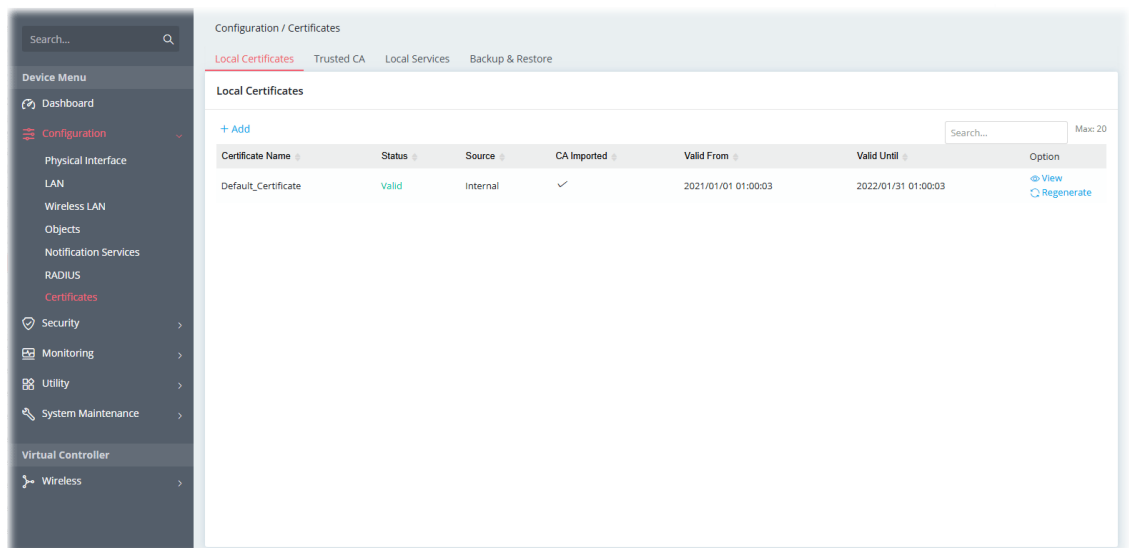 Search...
Device Menu
Dashboard
Configuration
Physical Interface
LAN
Wireless LAN
Objects
Notification Services
RADIUS
Certificates
Security
Monitoring
Utility
System Maintenance
Virtual Controller
Wireless
Configuration / Certificates
Local Certificates Trusted CA Local Services Backup & Restore
Local Certificates
+ Add Search... Max: 20
Certificate Name Status Source CA Imported Valid From Valid Until Option
Default_Certificate Valid Internal ✓ 2021/01/01 01:00:03 2022/01/31 01:00:03 View
Regenerate